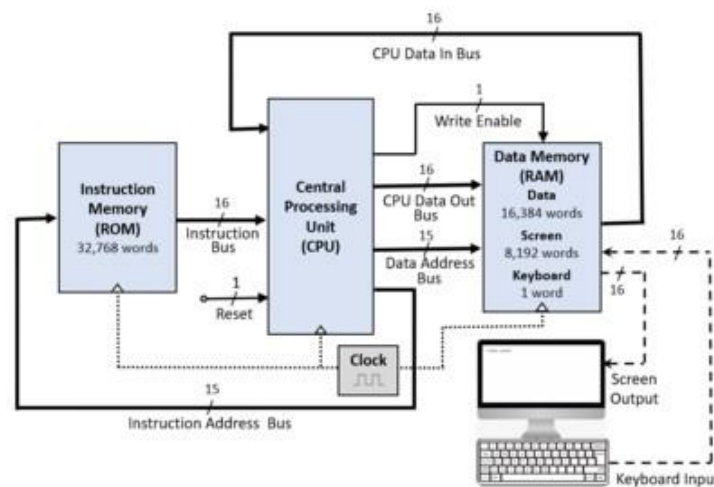 16
CPU Data In Bus
1
Write Enable
Instruction
Memory
(ROM)
32,768 words
16
Instruction
Bus
Central
Processing
Unit
(CPU)
16
CPU Data Out
Bus
15
Data Address
Bus
Data Memory
(RAM)
Data
16,384 words
Screen
8,192 words
Keyboard
1 word
16
16
1
Reset
Clock
15
Instruction Address Bus
Screen
Output
Keyboard Input